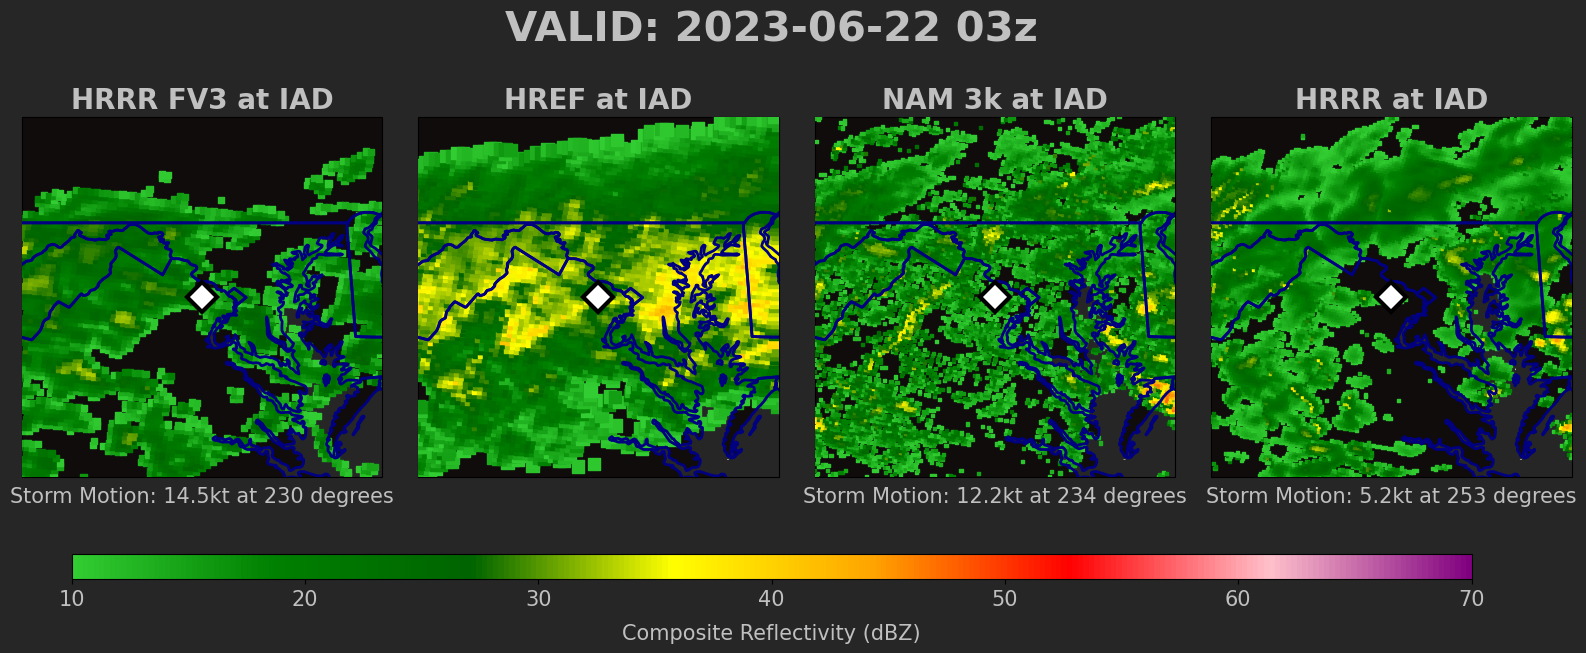 VALID: 2023-06-22 03z
HRRR FV3 at IAD
HREF at IAD
NAM 3k at IAD
HRRR at IAD
Storm Motion: 14.5kt at 230 degrees
Storm Motion: 12.2kt at 234 degrees
Storm Motion: 5.2kt at 253 degrees
10 20 30 40 50 60 70
Composite Reflectivity (dBZ)